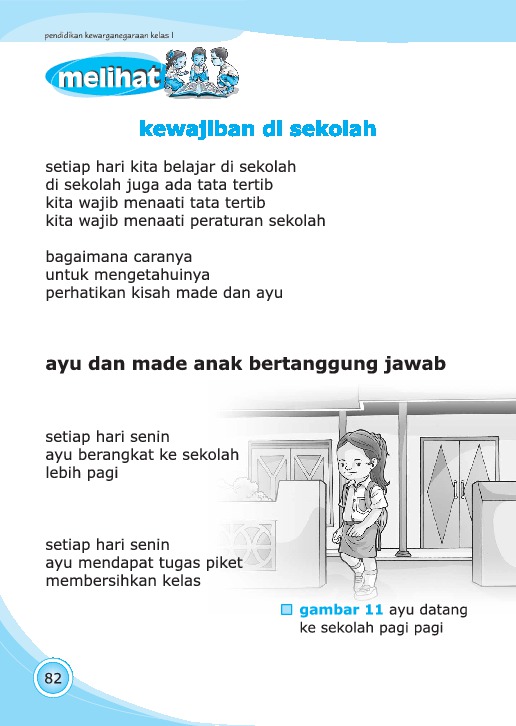 pendidikan kewarganegaraan kelas I
melihat
kewajiban di sekolah
setiap hari kita belajar di sekolah
di sekolah juga ada tata tertib
kita wajib menaati tata tertib
kita wajib menaati peraturan sekolah
bagaimana caranya
untuk mengetahuinya
perhatikan kisah made dan ayu
ayu dan made anak bertanggung jawab
setiap hari senin
ayu berangkat ke sekolah
lebih pagi
setiap hari senin
ayu mendapat tugas piket
membersihkan kelas
gambar 11 ayu datang
ke sekolah pagi pagi
82